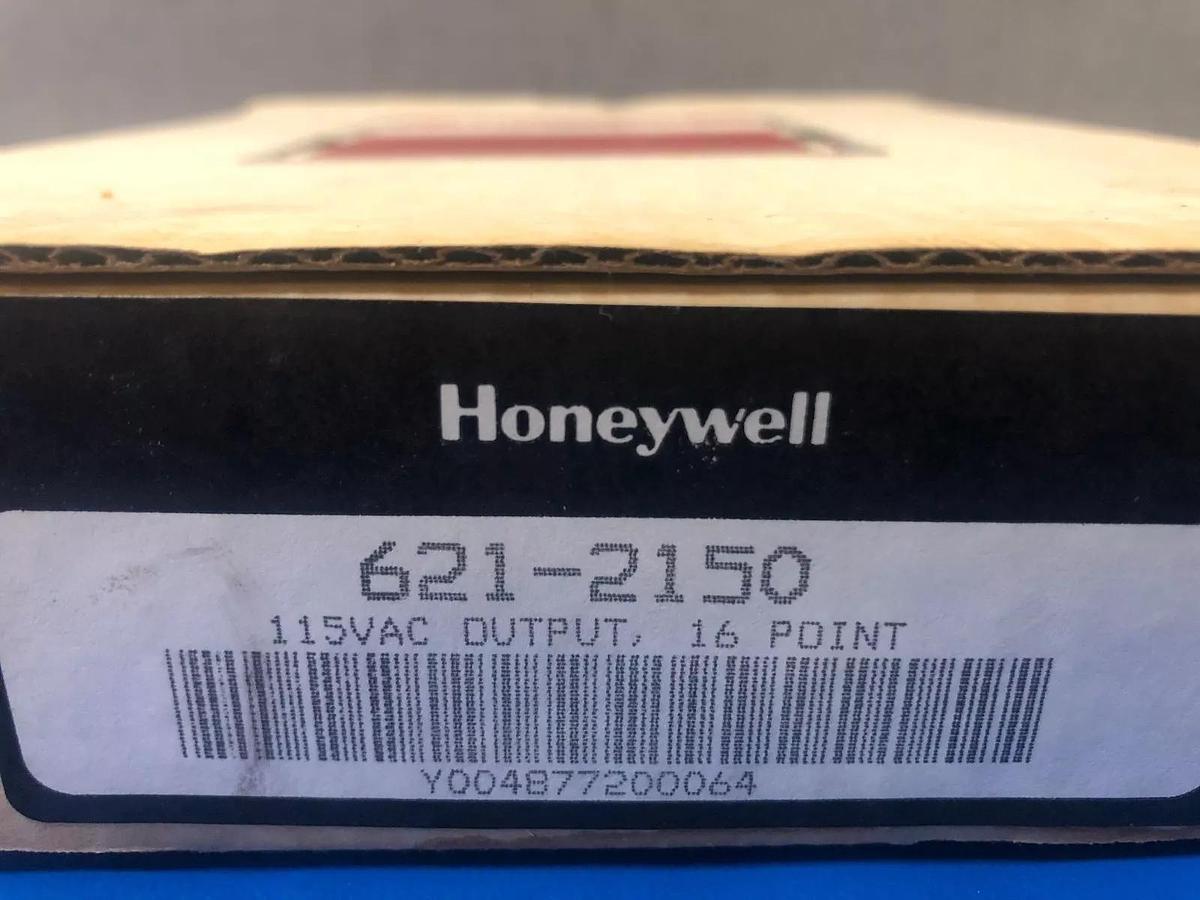 Honeywell
621-2150
115VAC OUTPUT, 16 POINT
Y004877200064